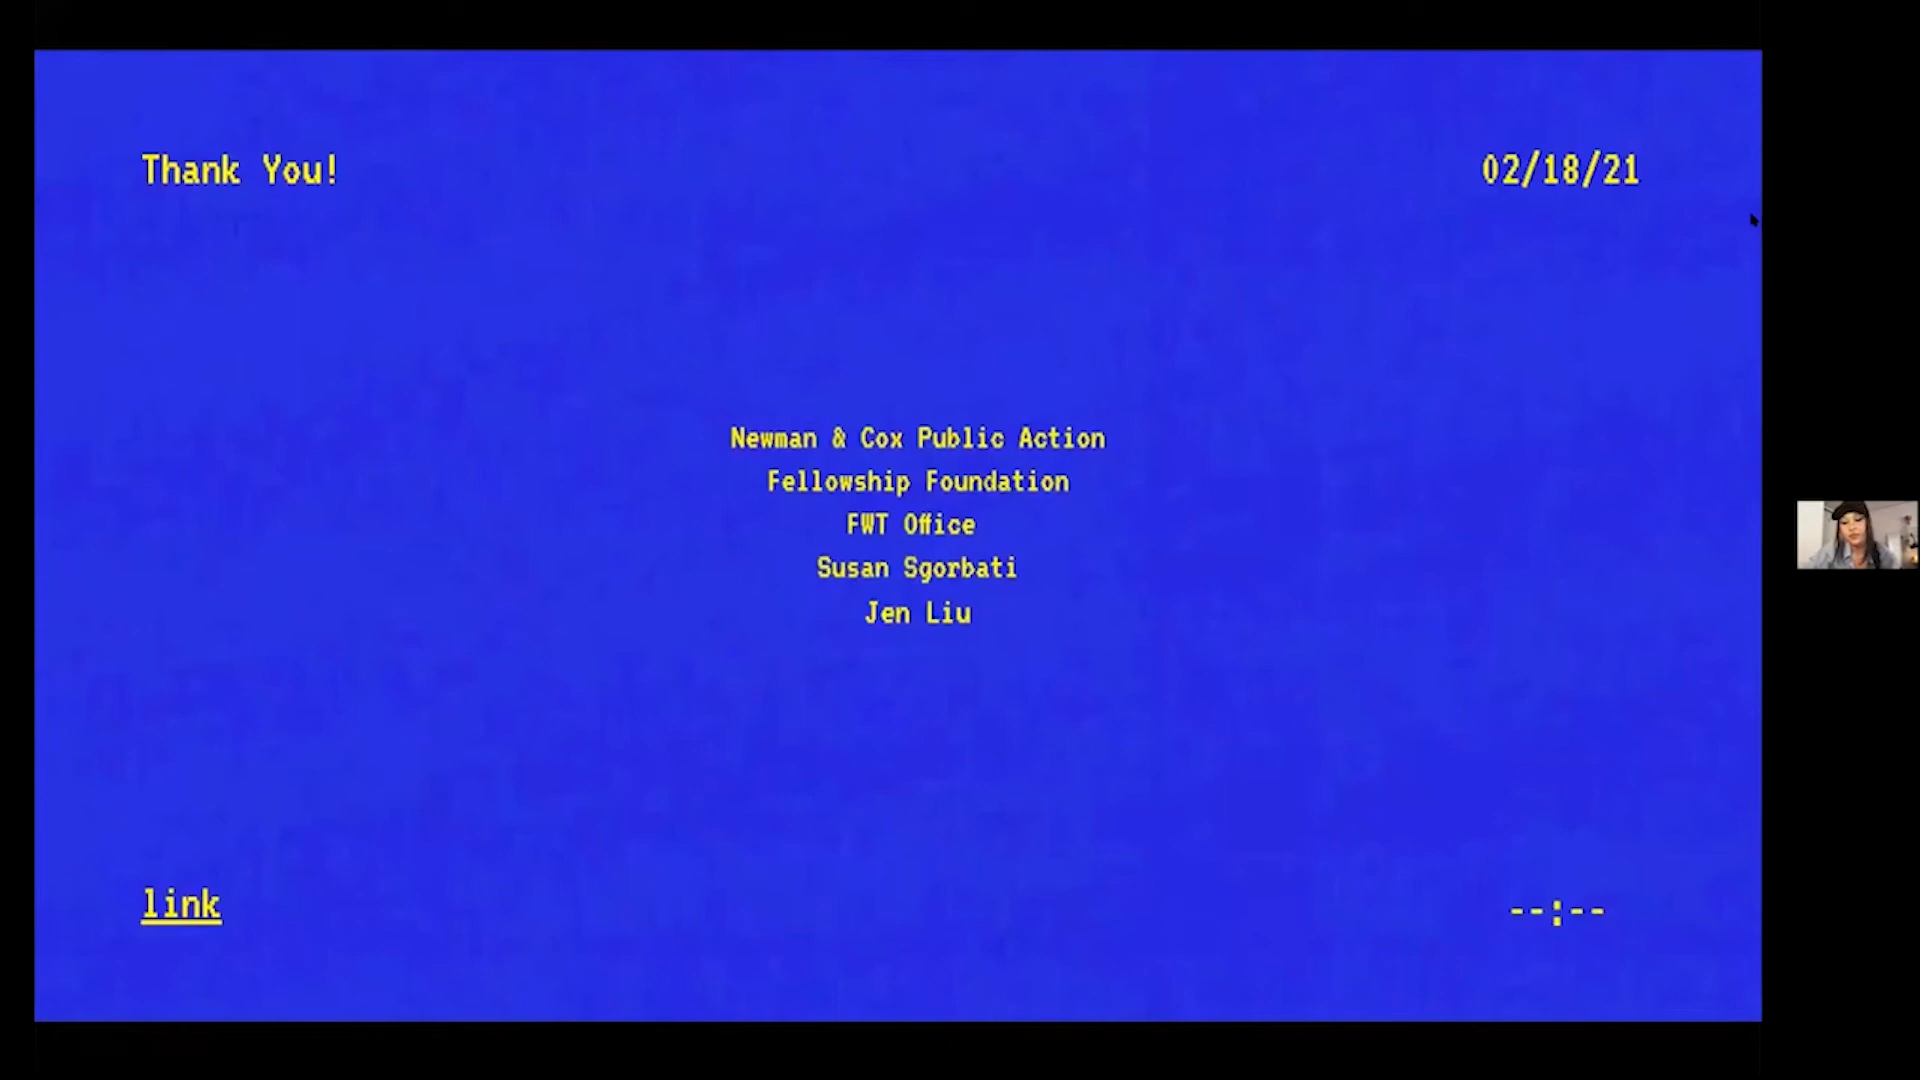 Thank You!
02/18/21
Newman & Cox Public Action
Fellowship Foundation
FWT Office
Susan Sgorbati
Jen Liu
link
--:--